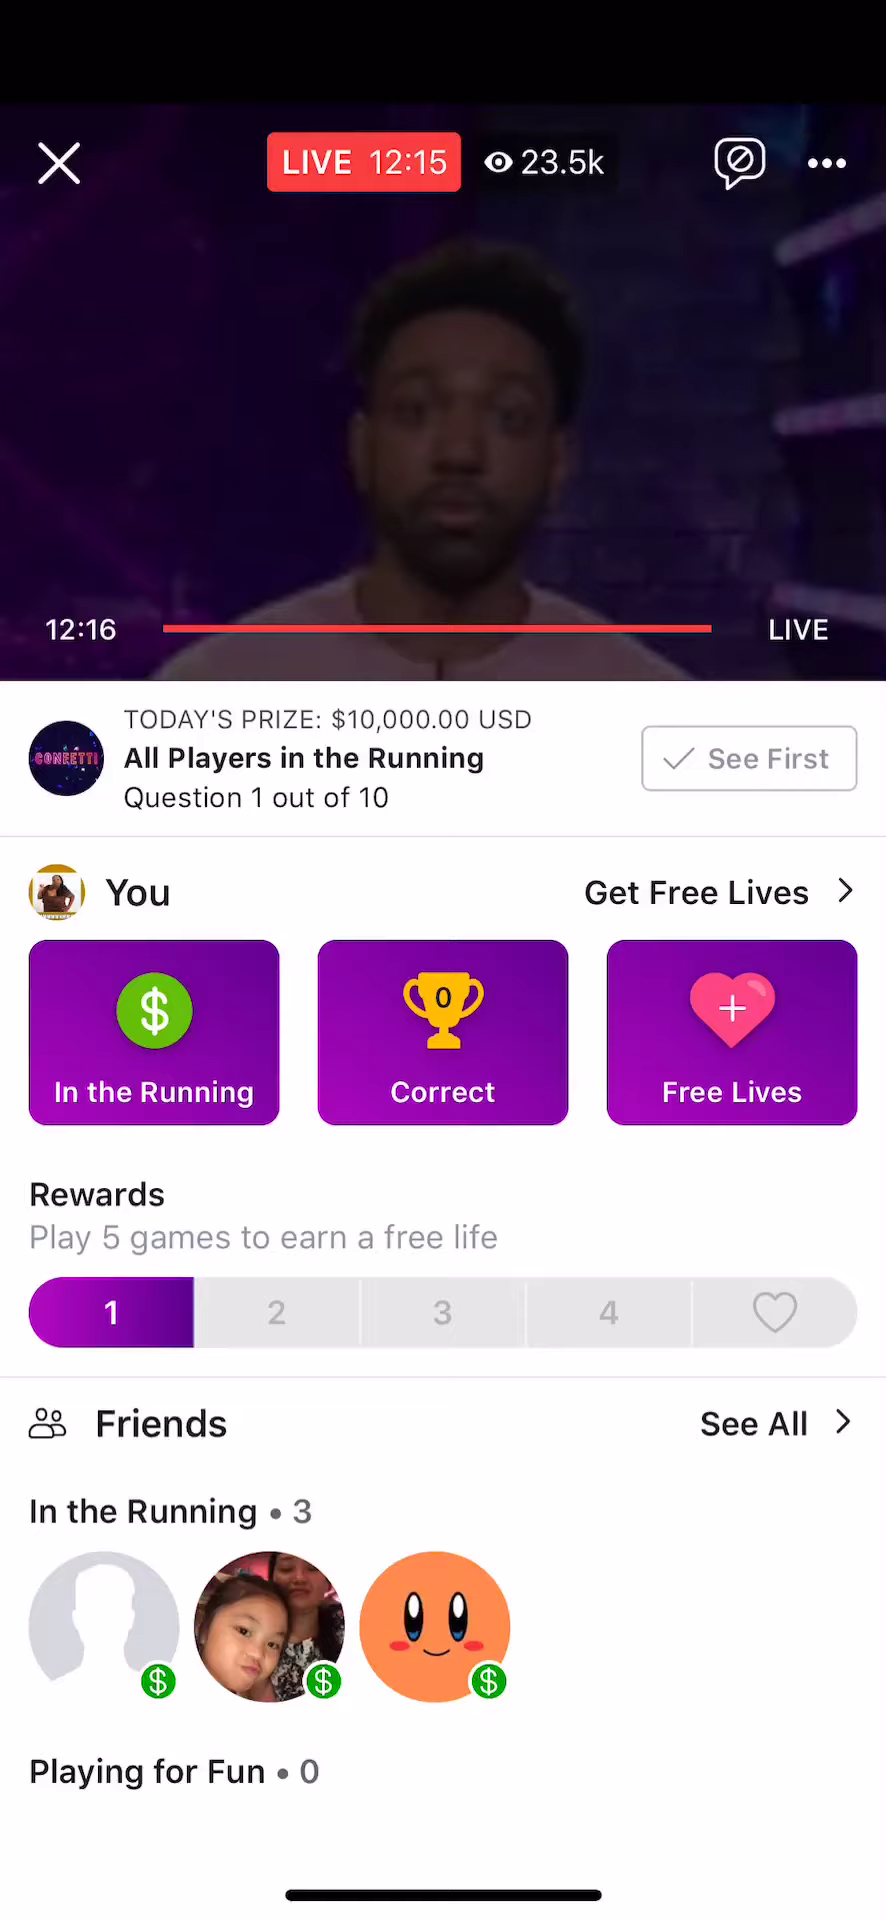 LIVE 12:15 23.5k
12:16 LIVE
CONFETTI
TODAY'S PRIZE: $10,000.00 USD
All Players in the Running
Question 1 out of 10
See First
You
Get Free Lives
$
In the Running
0
Correct
Free Lives
Rewards
Play 5 games to earn a free life
1 2 3 4
Friends
See All
In the Running • 3
$ $ $
Playing for Fun • 0